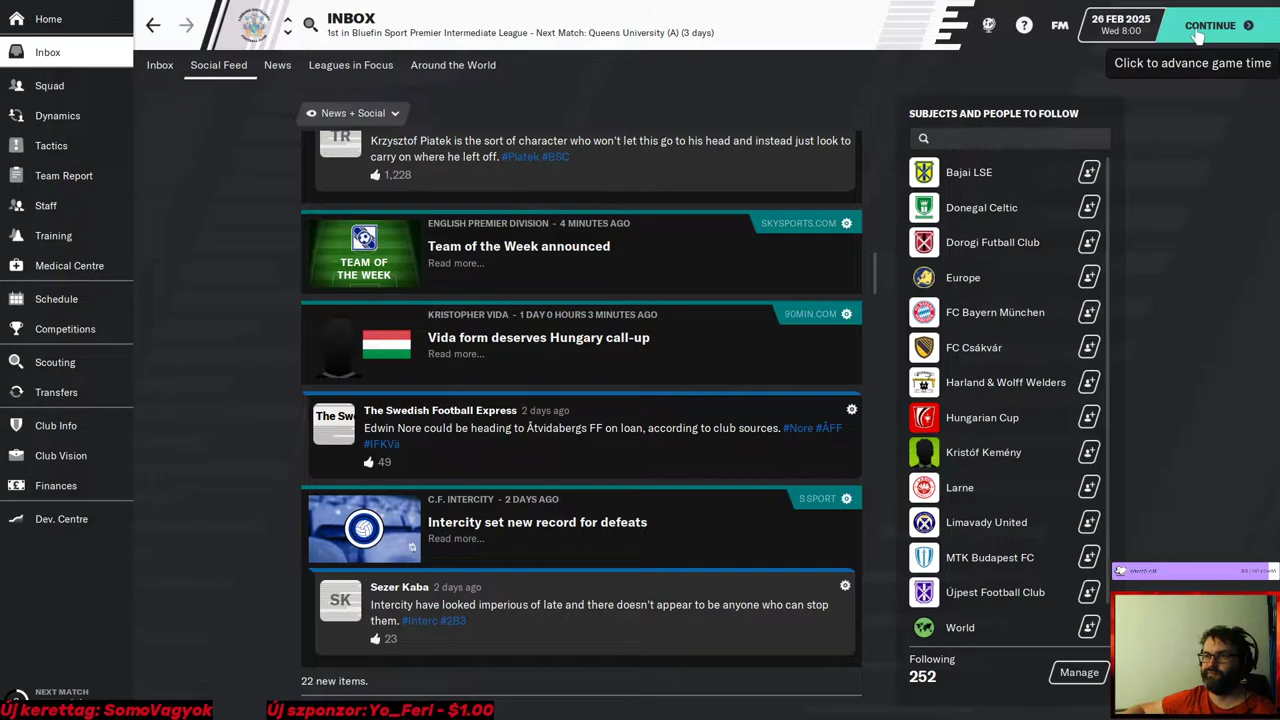 Home
INBOX
1st in Bluefin Sport Premier Intermediate League - Next Match: Queens University (A) (3 days)
FM
26 FEB 2025
Wed 8:00
CONTINUE
Click to advance game time
Inbox
Squad
Dynamics
Tactics
Team Report
Staff
Training
Medical Centre
Schedule
Competitions
Scouting
Transfers
Club Info
Club Vision
Finances
Dev. Centre
NEXT MATCH
Inbox
Social Feed
News
Leagues in Focus
Around the World
News + Social
TR
Krzysztof Piatek is the sort of character who won't let this go to his head and instead just look to
carry on where he left off. #Piatek #BSC
1,228
TEAM OF
THE WEEK
ENGLISH PREMIER DIVISION - 4 MINUTES AGO
SKYSPORTS.COM
Team of the Week announced
Read more...
KRISTOPHER VIDA - 1 DAY 0 HOURS 3 MINUTES AGO
90MIN.COM
Vida form deserves Hungary call-up
Read more...
The Swe
The Swedish Football Express 2 days ago
Edwin Nore could be heading to Åtvidabergs FF on loan, according to club sources. #Nore #ÅFF
#IFKVä
49
C.F. INTERCITY - 2 DAYS AGO
S SPORT
Intercity set new record for defeats
Read more...
SK
Sezer Kaba 2 days ago
Intercity have looked imperious of late and there doesn't appear to be anyone who can stop
them. #Interc #2B3
23
22 new items.
SUBJECTS AND PEOPLE TO FOLLOW
Bajai LSE
Donegal Celtic
Dorogi Futball Club
Europe
FC Bayern München
FC Csákvár
Harland & Wolff Welders
Hungarian Cup
Kristóf Kemény
Larne
Limavady United
MTK Budapest FC
Újpest Football Club
World
Following
252
Manage
Új kerettag: SomoVagyok
Új szponzor: Yo_Feri - $1.00